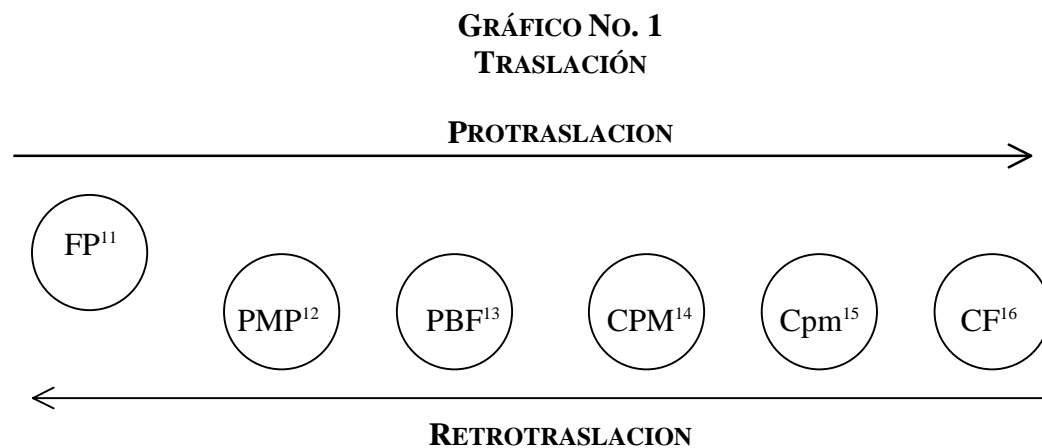 GRÁFICO NO. 1
TRASLACIÓN
PROTRASLACION
FP11
PMP12 PBF13 CPM14 Cpm15 CF16
RETROTRASLACION